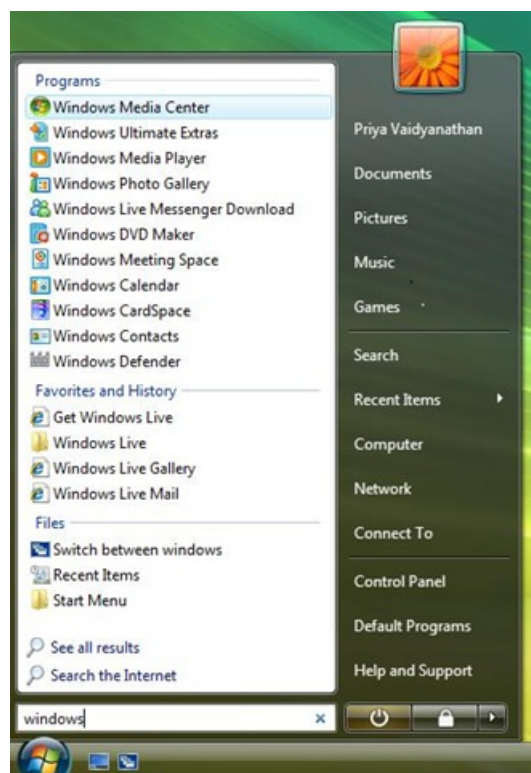 Programs
Windows Media Center
Windows Ultimate Extras
Windows Media Player
Windows Photo Gallery
Windows Live Messenger Download
Windows DVD Maker
Windows Meeting Space
Windows Calendar
Windows CardSpace
Windows Contacts
Windows Defender
Favorites and History
Get Windows Live
Windows Live
Windows Live Gallery
Windows Live Mail
Files
Switch between windows
Recent Items
Start Menu
See all results
Search the Internet
windows
Priya Vaidyanathan
Documents
Pictures
Music
Games
Search
Recent Items
Computer
Network
Connect To
Control Panel
Default Programs
Help and Support